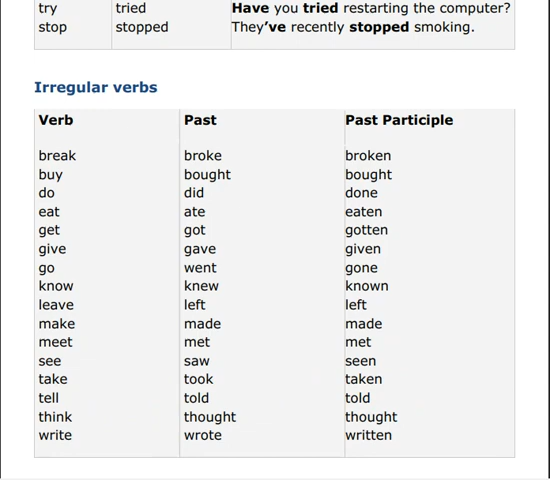 try tried Have you tried restarting the computer?
stop stopped They've recently stopped smoking.
Irregular verbs
Verb Past Past Participle
break broke broken
buy bought bought
do did done
eat ate eaten
get got gotten
give gave given
go went gone
know knew known
leave left left
make made made
meet met met
see saw seen
take took taken
tell told told
think thought thought
write wrote written